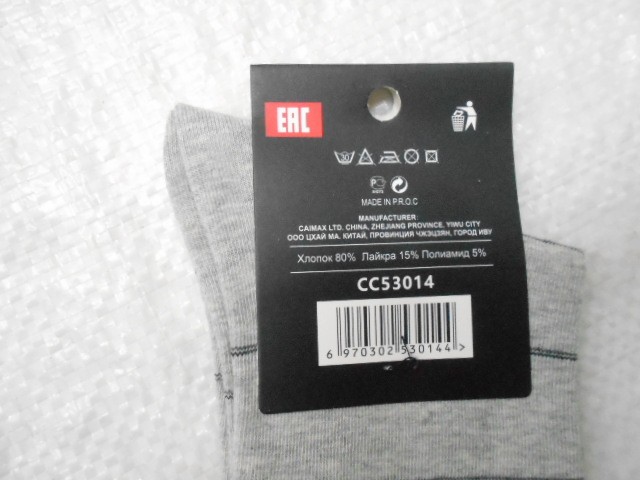 EAC
30
P
MADE IN P.R.O.C
MANUFACTURER:
CAIMAX LTD. CHINA, ZHEJIANG PROVINCE, YIWU CITY
ООО ЦХАЙ МА. КИТАЙ, ПРОВИНЦИЯ ЧЖЭЦЗЯН, ГОРОД ИВУ
Хлопок 80% Лайкра 15% Полиамид 5%
CC53014
6 970302 530144 >